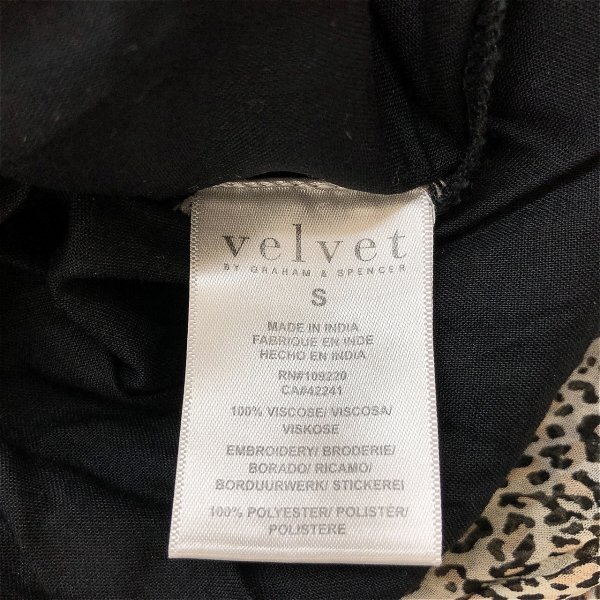 velvet
BY GRAHAM & SPENCER
S
MADE IN INDIA
FABRIQUE EN INDE
HECHO EN INDIA
RN#109220
CA#42241
100% VISCOSE/ VISCOSA/
VISKOSE
EMBROIDERY/ BRODERIE/
BORADO/ RICAMO/
BORDUURWERK/ STICKEREI
100% POLYESTER/ POLISTÉR/
POLISTERE